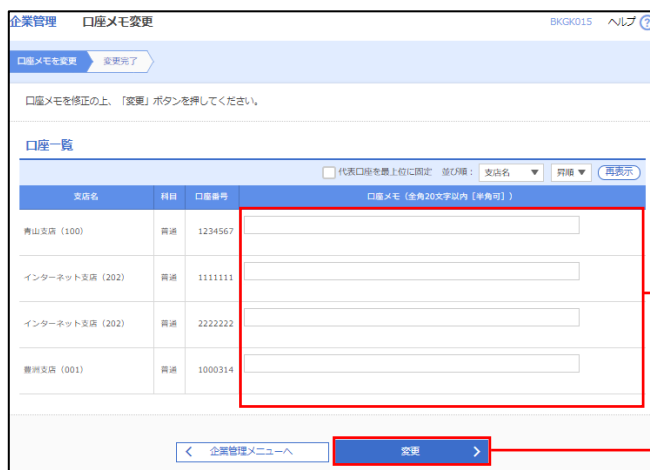 企業管理 口座メモ変更 BKGK015 ヘルプ ?
口座メモを変更 変更完了
口座メモを修正の上、「変更」ボタンを押してください。
口座一覧
代表口座を最上位に固定 並び順： 支店名 ▼ 昇順 ▼ 再表示
支店名 科目 口座番号 口座メモ（全角20文字以内［半角可］）
青山支店（100） 普通 1234567
インターネット支店（202） 普通 1111111
インターネット支店（202） 普通 2222222
豊洲支店（001） 普通 1000314
企業管理メニューへ 変更